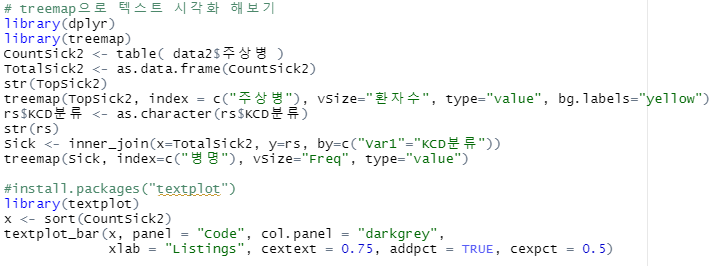 # treemap으로 텍스트 시각화 해보기
library(dplyr)
library(treemap)
CountSick2 <- table( data2$주상병 )
TotalSick2 <- as.data.frame(CountSick2)
str(TopSick2)
treemap(TopSick2, index = c("주상병"), vSize="환자수", type="value", bg.labels="yellow")
rs$KCD분류 <- as.character(rs$KCD분류)
str(rs)
Sick <- inner_join(x=TotalSick2, y=rs, by=c("Var1"="KCD분류"))
treemap(Sick, index=c("병명"), vSize="Freq", type="value")
#install.packages("textplot")
library(textplot)
x <- sort(CountSick2)
textplot_bar(x, panel = "Code", col.panel = "darkgrey",
xlab = "Listings", cextext = 0.75, addpct = TRUE, cexpct = 0.5)